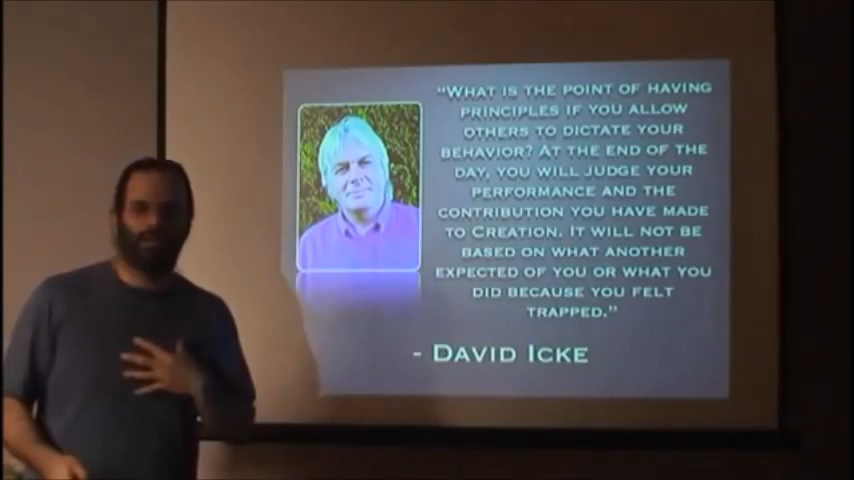 “What is the point of having
principles if you allow
others to dictate your
behavior? At the end of the
day, you will judge your
performance and the
contribution you have made
to Creation. It will not be
based on what another
expected of you or what you
did because you felt
trapped.”
- David Icke